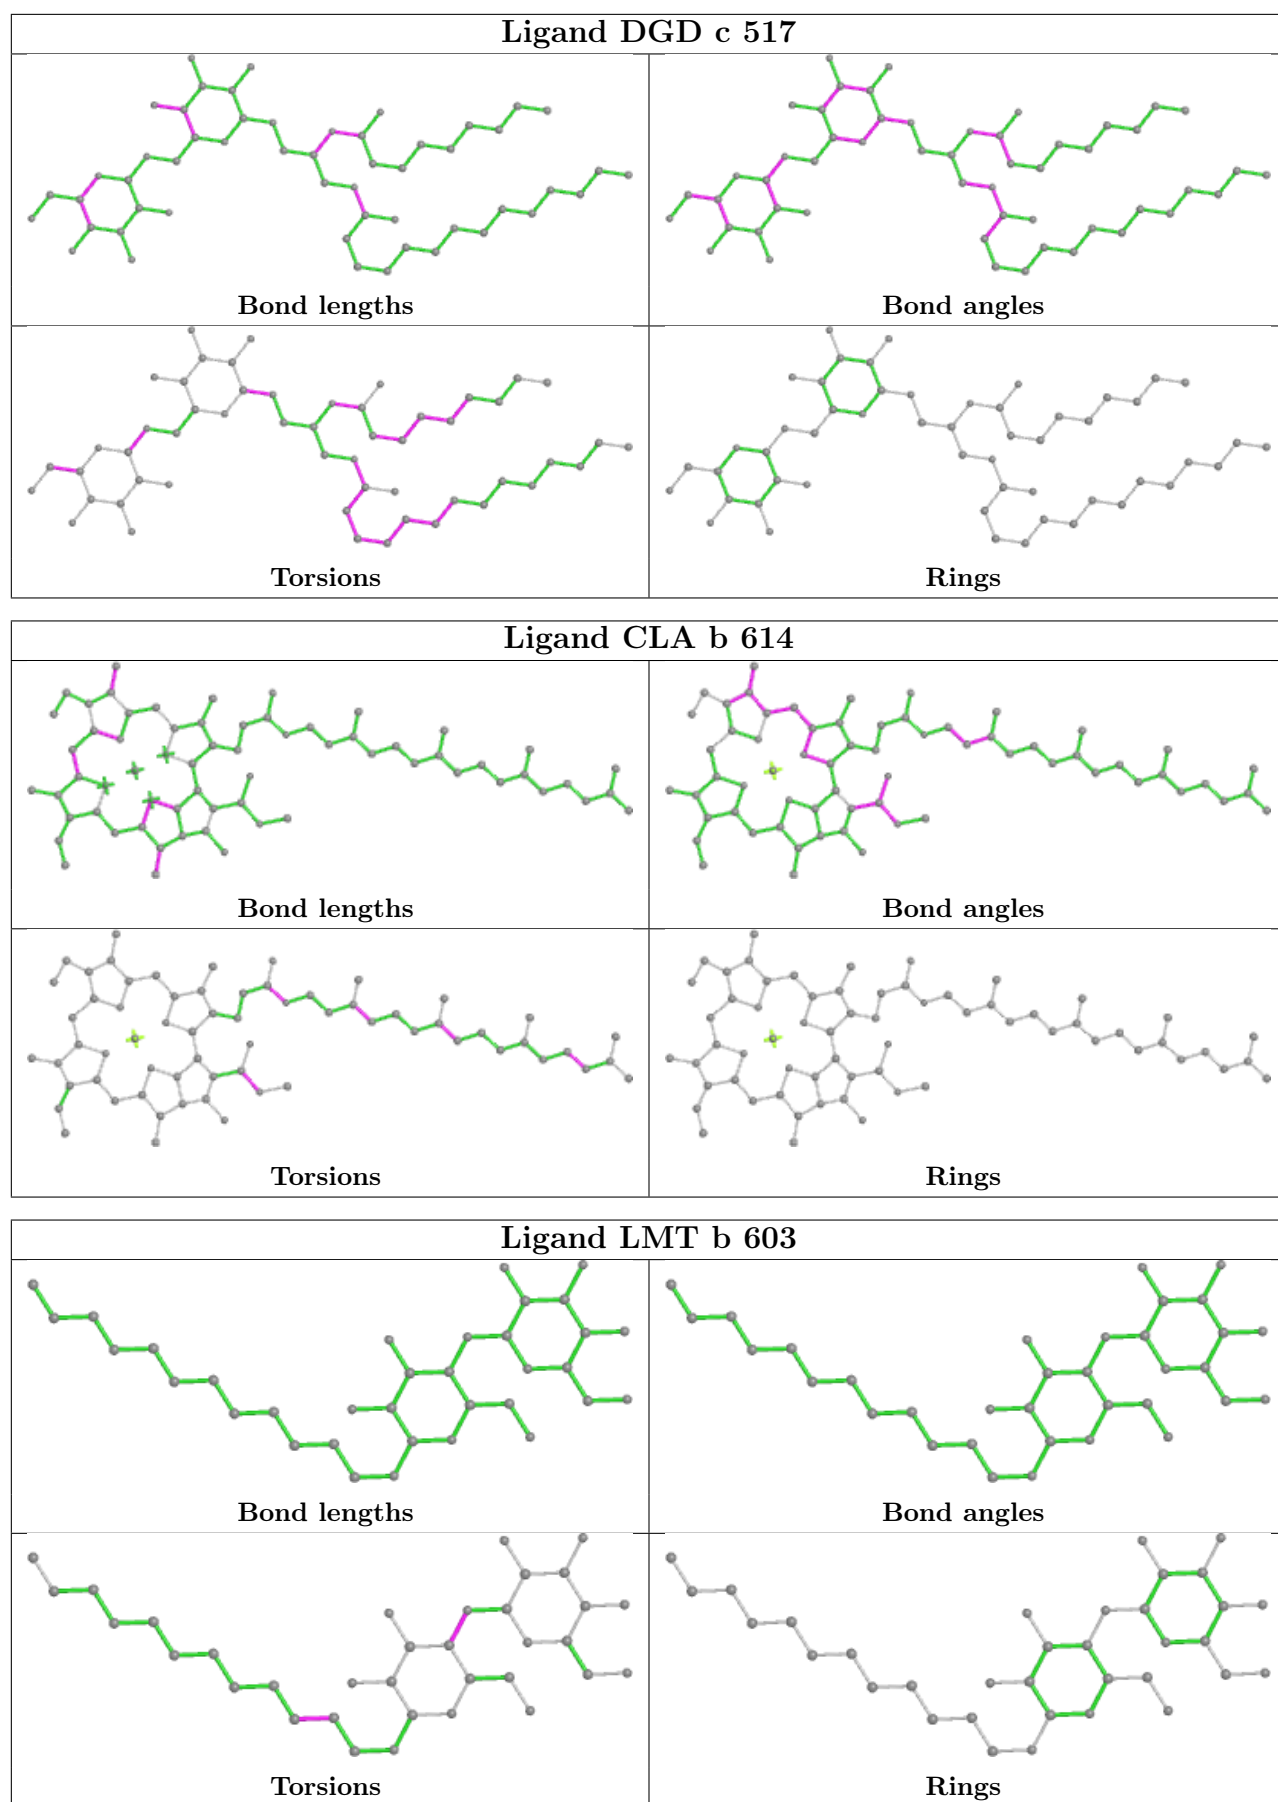 Ligand DGD c 517
Bond lengths
Bond angles
Torsions
Rings
Ligand CLA b 614
Bond lengths
Bond angles
Torsions
Rings
Ligand LMT b 603
Bond lengths
Bond angles
Torsions
Rings